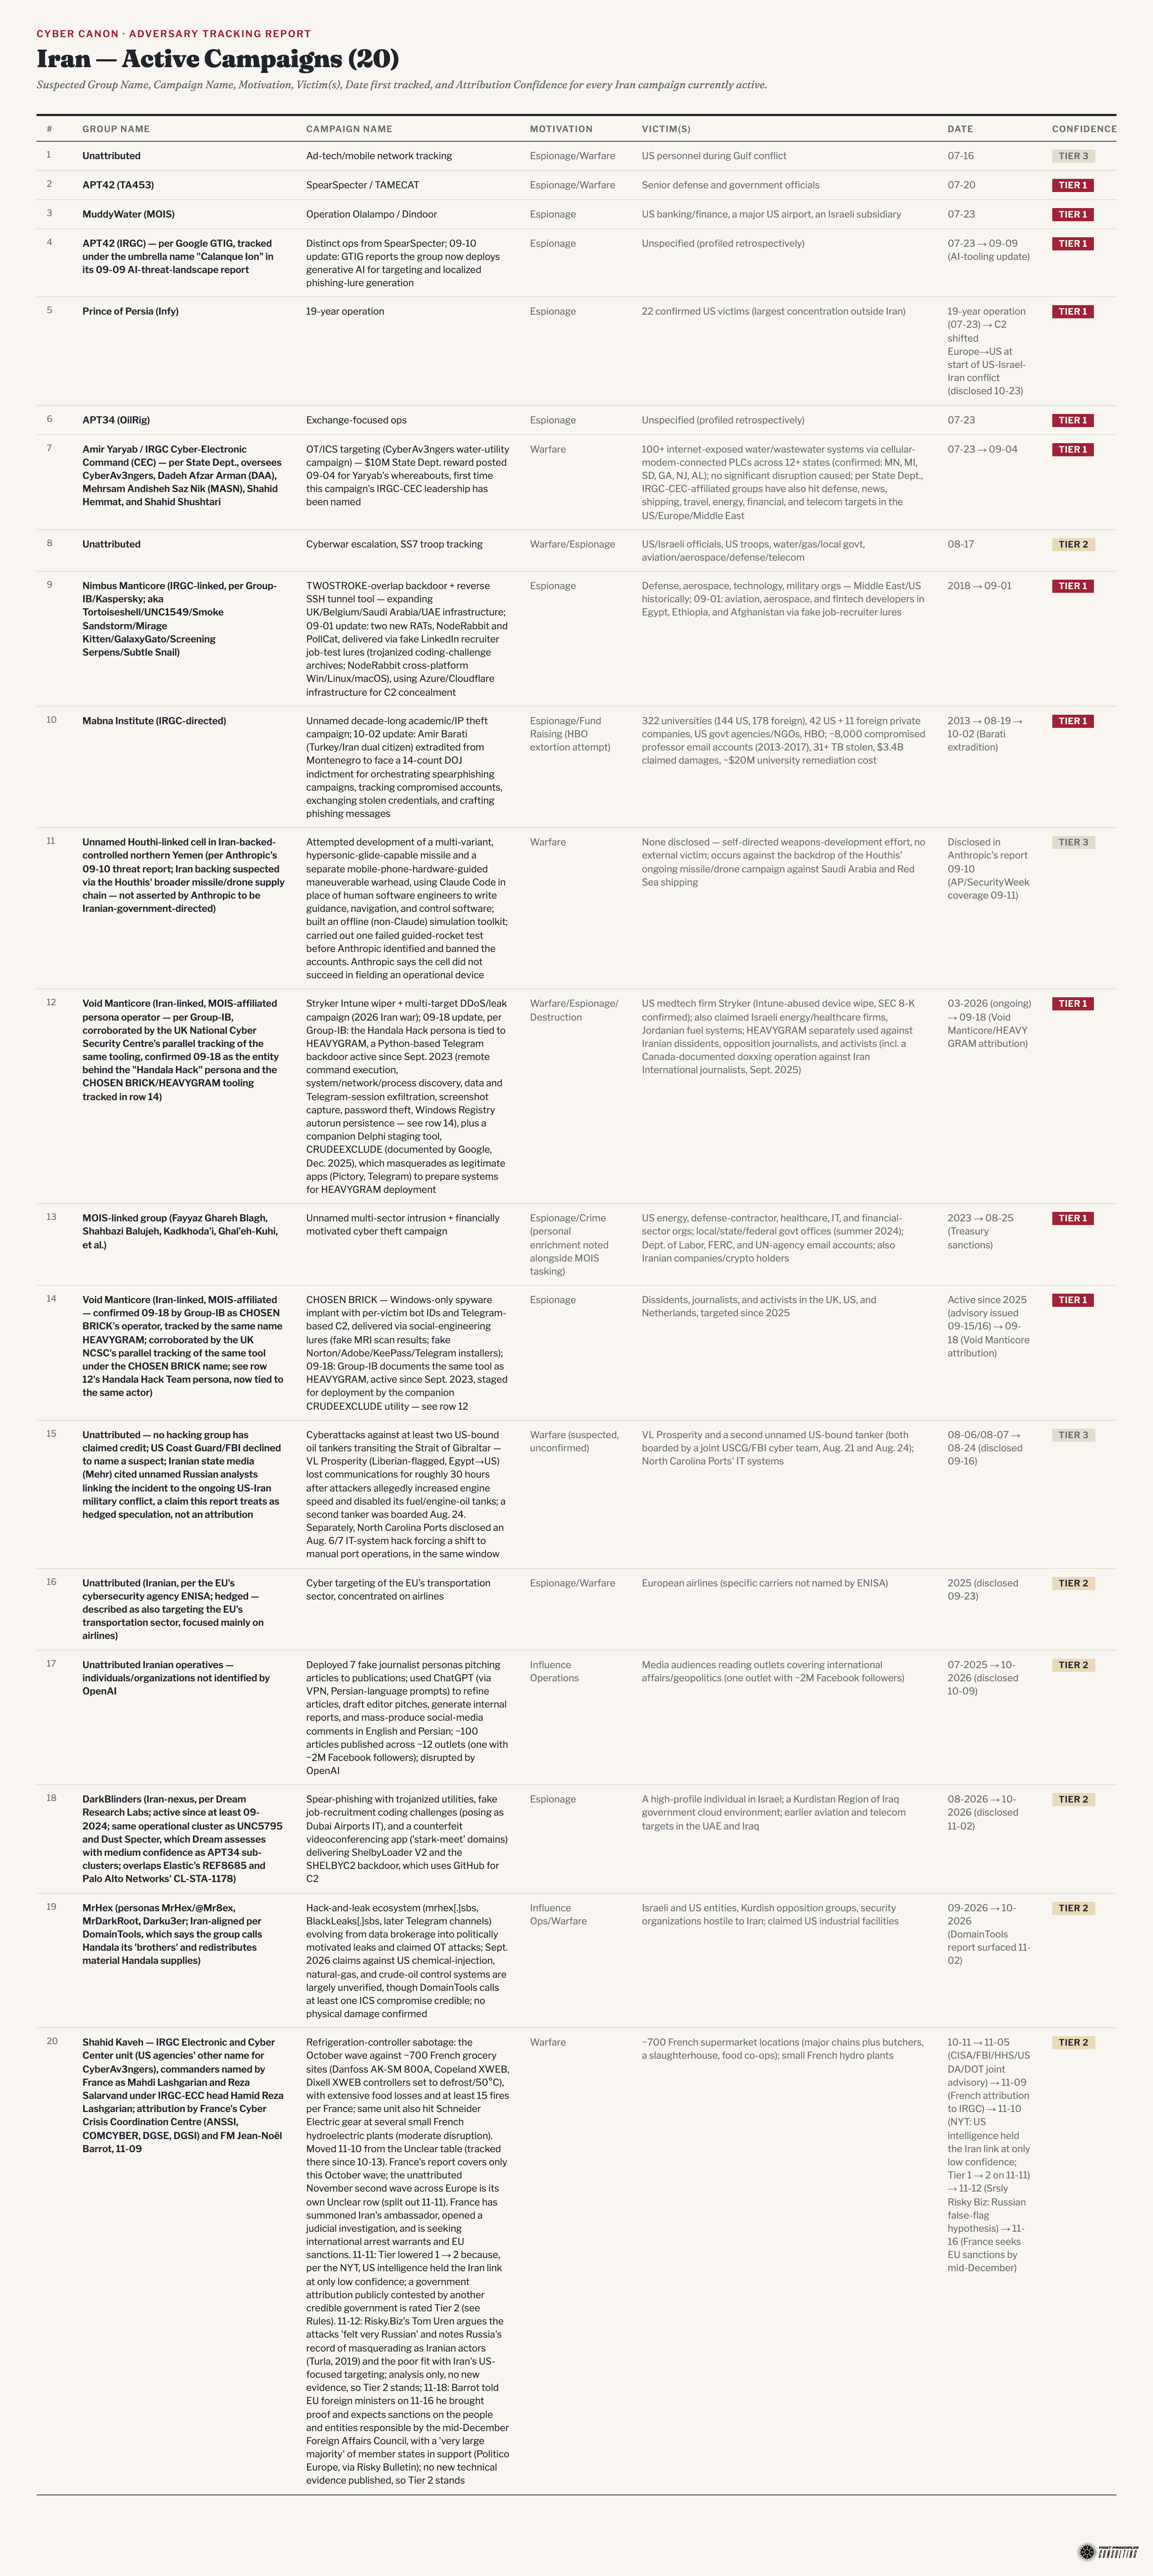 CYBER CANON · ADVERSARY TRACKING REPORT
Iran — Active Campaigns (20)
Suspected Group Name, Campaign Name, Motivation, Victim(s), Date first tracked, and Attribution Confidence for every Iran campaign currently active.
# GROUP NAME CAMPAIGN NAME MOTIVATION VICTIM(S) DATE CONFIDENCE
1 Unattributed Ad-tech/mobile network tracking Espionage/Warfare US personnel during Gulf conflict 07-16 TIER 3
2 APT42 (TA453) SpearSpecter / TAMECAT Espionage/Warfare Senior defense and government officials 07-20 TIER 1
3 MuddyWater (MOIS) Operation Olalampo / Dindoor Espionage US banking/finance, a major US airport, an Israeli subsidiary 07-23 TIER 1
4
APT42 (IRGC) — per Google GTIG, tracked
under the umbrella name "Calanque Ion" in
its 09-09 AI-threat-landscape report
Distinct ops from SpearSpecter; 09-10
update: GTIG reports the group now deploys
generative AI for targeting and localized
phishing-lure generation
Espionage
Unspecified (profiled retrospectively)
07-23 → 09-09
(AI-tooling update)
TIER 1
5
Prince of Persia (Infy)
19-year operation
Espionage
22 confirmed US victims (largest concentration outside Iran)
19-year operation
(07-23) → C2
shifted
Europe→US at
start of US-Israel-
Iran conflict
(disclosed 10-23)
TIER 1
6 APT34 (OilRig) Exchange-focused ops Espionage Unspecified (profiled retrospectively) 07-23 TIER 1
7
Amir Yaryab / IRGC Cyber-Electronic
Command (CEC) — per State Dept., oversees
CyberAv3ngers, Dadeh Afzar Arman (DAA),
Mehrsam Andisheh Saz Nik (MASN), Shahid
Hemmat, and Shahid Shushtari
OT/ICS targeting (CyberAv3ngers water-utility
campaign) — $10M State Dept. reward posted
09-04 for Yaryab's whereabouts, first time
this campaign's IRGC-CEC leadership has
been named
Warfare
100+ internet-exposed water/wastewater systems via cellular-
modem-connected PLCs across 12+ states (confirmed: MN, MI,
SD, GA, NJ, AL); no significant disruption caused; per State Dept.,
IRGC-CEC-affiliated groups have also hit defense, news,
shipping, travel, energy, financial, and telecom targets in the
US/Europe/Middle East
07-23 → 09-04
TIER 1
8
Unattributed
Cyberwar escalation, SS7 troop tracking
Warfare/Espionage
US/Israeli officials, US troops, water/gas/local govt,
aviation/aerospace/defense/telecom
08-17
TIER 2
9
Nimbus Manticore (IRGC-linked, per Group-
IB/Kaspersky; aka
Tortoiseshell/UNC1549/Smoke
Sandstorm/Mirage
Kitten/GalaxyGato/Screening
Serpens/Subtle Snail)
TWOSTROKE-overlap backdoor + reverse
SSH tunnel tool — expanding
UK/Belgium/Saudi Arabia/UAE infrastructure;
09-01 update: two new RATs, NodeRabbit and
PollCat, delivered via fake LinkedIn recruiter
job-test lures (trojanized coding-challenge
archives; NodeRabbit cross-platform
Win/Linux/macOS), using Azure/Cloudflare
infrastructure for C2 concealment
Espionage
Defense, aerospace, technology, military orgs — Middle East/US
historically; 09-01: aviation, aerospace, and fintech developers in
Egypt, Ethiopia, and Afghanistan via fake job-recruiter lures
2018 → 09-01
TIER 1
10
Mabna Institute (IRGC-directed)
Unnamed decade-long academic/IP theft
campaign; 10-02 update: Amir Barati
(Turkey/Iran dual citizen) extradited from
Montenegro to face a 14-count DOJ
indictment for orchestrating spearphishing
campaigns, tracking compromised accounts,
exchanging stolen credentials, and crafting
phishing messages
Espionage/Fund
Raising (HBO
extortion attempt)
322 universities (144 US, 178 foreign), 42 US + 11 foreign private
companies, US govt agencies/NGOs, HBO; ~8,000 compromised
professor email accounts (2013-2017), 31+ TB stolen, $3.4B
claimed damages, ~$20M university remediation cost
2013 → 08-19 →
10-02 (Barati
extradition)
TIER 1
11
Unnamed Houthi-linked cell in Iran-backed-
controlled northern Yemen (per Anthropic's
09-10 threat report; Iran backing suspected
via the Houthis' broader missile/drone supply
chain — not asserted by Anthropic to be
Iranian-government-directed)
Attempted development of a multi-variant,
hypersonic-glide-capable missile and a
separate mobile-phone-hardware-guided
maneuverable warhead, using Claude Code in
place of human software engineers to write
guidance, navigation, and control software;
built an offline (non-Claude) simulation toolkit;
carried out one failed guided-rocket test
before Anthropic identified and banned the
accounts. Anthropic says the cell did not
succeed in fielding an operational device
Warfare
None disclosed — self-directed weapons-development effort, no
external victim; occurs against the backdrop of the Houthis'
ongoing missile/drone campaign against Saudi Arabia and Red
Sea shipping
Disclosed in
Anthropic's report
09-10
(AP/SecurityWeek
coverage 09-11)
TIER 3
12
Void Manticore (Iran-linked, MOIS-affiliated
persona operator — per Group-IB,
corroborated by the UK National Cyber
Security Centre's parallel tracking of the
same tooling, confirmed 09-18 as the entity
behind the "Handala Hack" persona and the
CHOSEN BRICK/HEAVYGRAM tooling
tracked in row 14)
Stryker Intune wiper + multi-target DDoS/leak
campaign (2026 Iran war); 09-18 update, per
Group-IB: the Handala Hack persona is tied to
HEAVYGRAM, a Python-based Telegram
backdoor active since Sept. 2023 (remote
command execution,
system/network/process discovery, data and
Telegram-session exfiltration, screenshot
capture, password theft, Windows Registry
autorun persistence — see row 14), plus a
companion Delphi staging tool,
CRUDEEXCLUDE (documented by Google,
Dec. 2025), which masquerades as legitimate
apps (Pictory, Telegram) to prepare systems
for HEAVYGRAM deployment
Warfare/Espionage/
Destruction
US medtech firm Stryker (Intune-abused device wipe, SEC 8-K
confirmed); also claimed Israeli energy/healthcare firms,
Jordanian fuel systems; HEAVYGRAM separately used against
Iranian dissidents, opposition journalists, and activists (incl. a
Canada-documented doxxing operation against Iran
International journalists, Sept. 2025)
03-2026 (ongoing)
→ 09-18 (Void
Manticore/HEAVY
GRAM attribution)
TIER 1
13
MOIS-linked group (Fayyaz Ghareh Blagh,
Shahbazi Balujeh, Kadkhoda'i, Ghal'eh-Kuhi,
et al.)
Unnamed multi-sector intrusion + financially
motivated cyber theft campaign
Espionage/Crime
(personal
enrichment noted
alongside MOIS
tasking)
US energy, defense-contractor, healthcare, IT, and financial-
sector orgs; local/state/federal govt offices (summer 2024);
Dept. of Labor, FERC, and UN-agency email accounts; also
Iranian companies/crypto holders
2023 → 08-25
(Treasury
sanctions)
TIER 1
14
Void Manticore (Iran-linked, MOIS-affiliated
— confirmed 09-18 by Group-IB as CHOSEN
BRICK's operator, tracked by the same name
HEAVYGRAM; corroborated by the UK
NCSC's parallel tracking of the same tool
under the CHOSEN BRICK name; see row
12's Handala Hack Team persona, now tied to
the same actor)
CHOSEN BRICK — Windows-only spyware
implant with per-victim bot IDs and Telegram-
based C2, delivered via social-engineering
lures (fake MRI scan results; fake
Norton/Adobe/KeePass/Telegram installers);
09-18: Group-IB documents the same tool as
HEAVYGRAM, active since Sept. 2023, staged
for deployment by the companion
CRUDEEXCLUDE utility — see row 12
Espionage
Dissidents, journalists, and activists in the UK, US, and
Netherlands, targeted since 2025
Active since 2025
(advisory issued
09-15/16) → 09-
18 (Void Manticore
attribution)
TIER 1
15
Unattributed — no hacking group has
claimed credit; US Coast Guard/FBI declined
to name a suspect; Iranian state media
(Mehr) cited unnamed Russian analysts
linking the incident to the ongoing US-Iran
military conflict, a claim this report treats as
hedged speculation, not an attribution
Cyberattacks against at least two US-bound
oil tankers transiting the Strait of Gibraltar —
VL Prosperity (Liberian-flagged, Egypt→US)
lost communications for roughly 30 hours
after attackers allegedly increased engine
speed and disabled its fuel/engine-oil tanks; a
second tanker was boarded Aug. 24.
Separately, North Carolina Ports disclosed an
Aug. 6/7 IT-system hack forcing a shift to
manual port operations, in the same window
Warfare (suspected,
unconfirmed)
VL Prosperity and a second unnamed US-bound tanker (both
boarded by a joint USCG/FBI cyber team, Aug. 21 and Aug. 24);
North Carolina Ports' IT systems
08-06/08-07 →
08-24 (disclosed
09-16)
TIER 3
16
Unattributed (Iranian, per the EU's
cybersecurity agency ENISA; hedged —
described as also targeting the EU's
transportation sector, focused mainly on
airlines)
Cyber targeting of the EU's transportation
sector, concentrated on airlines
Espionage/Warfare
European airlines (specific carriers not named by ENISA)
2025 (disclosed
09-23)
TIER 2
17
Unattributed Iranian operatives —
individuals/organizations not identified by
OpenAI
Deployed 7 fake journalist personas pitching
articles to publications; used ChatGPT (via
VPN, Persian-language prompts) to refine
articles, draft editor pitches, generate internal
reports, and mass-produce social-media
comments in English and Persian; ~100
articles published across ~12 outlets (one with
~2M Facebook followers); disrupted by
OpenAI
Influence
Operations
Media audiences reading outlets covering international
affairs/geopolitics (one outlet with ~2M Facebook followers)
07-2025 → 10-
2026 (disclosed
10-09)
TIER 2
18
DarkBlinders (Iran-nexus, per Dream
Research Labs; active since at least 09-
2024; same operational cluster as UNC5795
and Dust Specter, which Dream assesses
with medium confidence as APT34 sub-
clusters; overlaps Elastic's REF8685 and
Palo Alto Networks' CL-STA-1178)
Spear-phishing with trojanized utilities, fake
job-recruitment coding challenges (posing as
Dubai Airports IT), and a counterfeit
videoconferencing app ('stark-meet' domains)
delivering ShelbyLoader V2 and the
SHELBYC2 backdoor, which uses GitHub for
C2
Espionage
A high-profile individual in Israel; a Kurdistan Region of Iraq
government cloud environment; earlier aviation and telecom
targets in the UAE and Iraq
08-2026 → 10-
2026 (disclosed
11-02)
TIER 2
19
MrHex (personas MrHex/@Mr8ex,
MrDarkRoot, Darku3er; Iran-aligned per
DomainTools, which says the group calls
Handala its 'brothers' and redistributes
material Handala supplies)
Hack-and-leak ecosystem (mrhex[.]sbs,
BlackLeaks[.]sbs, later Telegram channels)
evolving from data brokerage into politically
motivated leaks and claimed OT attacks; Sept.
2026 claims against US chemical-injection,
natural-gas, and crude-oil control systems are
largely unverified, though DomainTools calls
at least one ICS compromise credible; no
physical damage confirmed
Influence
Ops/Warfare
Israeli and US entities, Kurdish opposition groups, security
organizations hostile to Iran; claimed US industrial facilities
09-2026 → 10-
2026
(DomainTools
report surfaced 11-
02)
TIER 2
20
Shahid Kaveh — IRGC Electronic and Cyber
Center unit (US agencies' other name for
CyberAv3ngers), commanders named by
France as Mahdi Lashgarian and Reza
Salarvand under IRGC-ECC head Hamid Reza
Lashgarian; attribution by France's Cyber
Crisis Coordination Centre (ANSSI,
COMCYBER, DGSE, DGSI) and FM Jean-Noël
Barrot, 11-09
Refrigeration-controller sabotage: the
October wave against ~700 French grocery
sites (Danfoss AK-SM 800A, Copeland XWEB,
Dixell XWEB controllers set to defrost/50°C),
with extensive food losses and at least 15 fires
per France; same unit also hit Schneider
Electric gear at several small French
hydroelectric plants (moderate disruption).
Moved 11-10 from the Unclear table (tracked
there since 10-13). France's report covers only
this October wave; the unattributed
November second wave across Europe is its
own Unclear row (split out 11-11). France has
summoned Iran's ambassador, opened a
judicial investigation, and is seeking
international arrest warrants and EU
sanctions. 11-11: Tier lowered 1 → 2 because,
per the NYT, US intelligence held the Iran link
at only low confidence; a government
attribution publicly contested by another
credible government is rated Tier 2 (see
Rules). 11-12: Risky.Biz's Tom Uren argues the
attacks 'felt very Russian' and notes Russia's
record of masquerading as Iranian actors
(Turla, 2019) and the poor fit with Iran's US-
focused targeting; analysis only, no new
evidence, so Tier 2 stands; 11-18: Barrot told
EU foreign ministers on 11-16 he brought
proof and expects sanctions on the people
and entities responsible by the mid-December
Foreign Affairs Council, with a 'very large
majority' of member states in support (Politico
Europe, via Risky Bulletin); no new technical
evidence published, so Tier 2 stands
Warfare
~700 French supermarket locations (major chains plus butchers,
a slaughterhouse, food co-ops); small French hydro plants
10-11 → 11-05
(CISA/FBI/HHS/US
DA/DOT joint
advisory) → 11-09
(French attribution
to IRGC) → 11-10
(NYT: US
intelligence held
the Iran link at only
low confidence;
Tier 1 → 2 on 11-11)
→ 11-12 (Srsly
Risky Biz: Russian
false-flag
hypothesis) → 11-
16 (France seeks
EU sanctions by
mid-December)
TIER 2
FIRST PRINCIPLES
CONSULTING